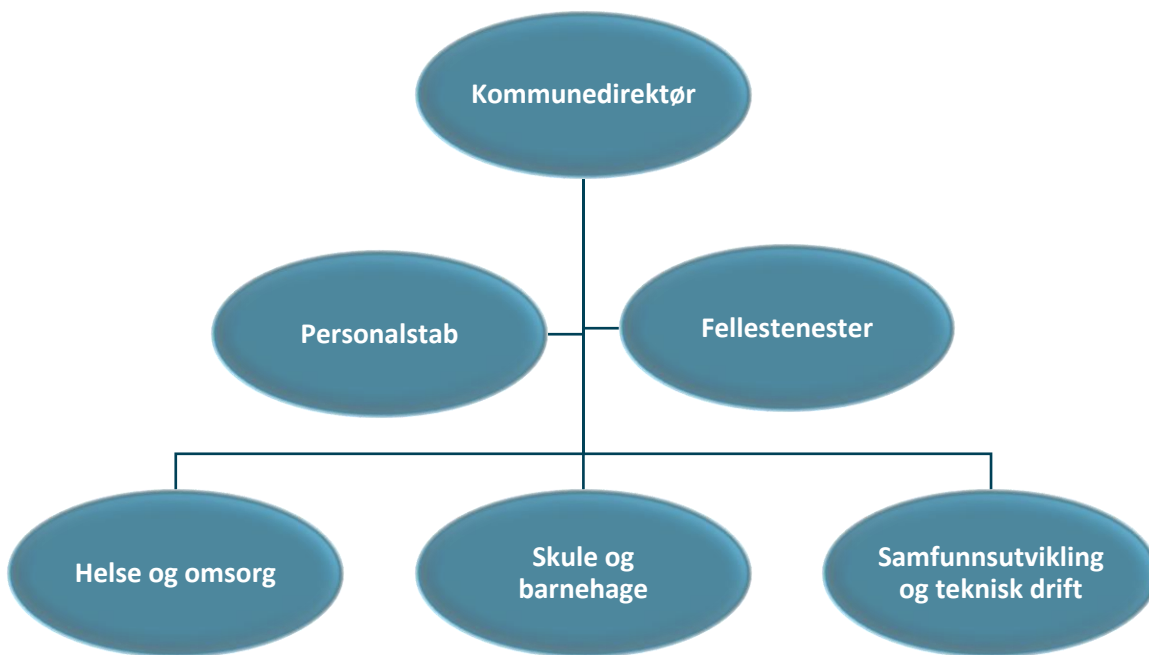 Kommunedirektør
Personalstab
Fellestenester
Helse og omsorg
Skule og
barnehage
Samfunnsutvikling
og teknisk drift